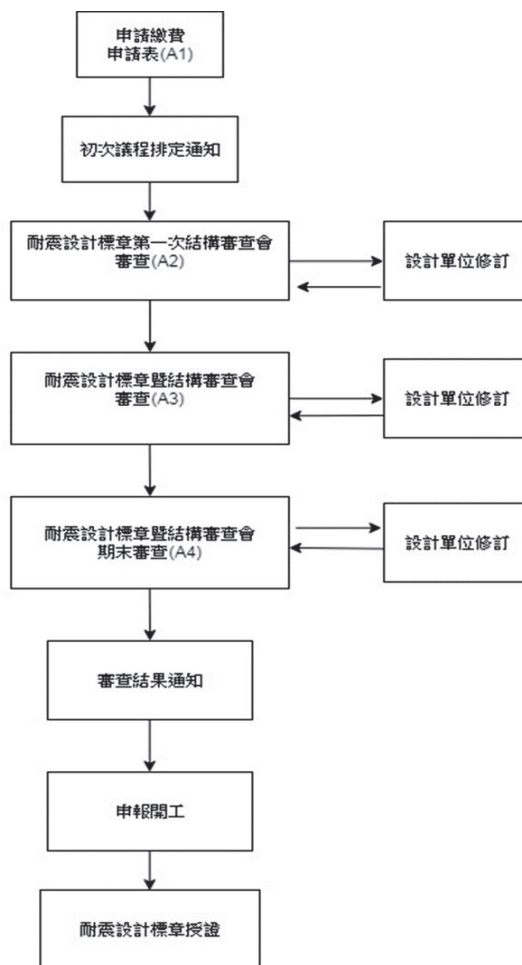 申請繳費
申請表(A1)
初次議程排定通知
耐震設計標章第一次結構審查會
審查(A2)
設計單位修訂
耐震設計標章暨結構審查會
審查(A3)
設計單位修訂
耐震設計標章暨結構審查會
期末審查(A4)
設計單位修訂
審查結果通知
申報開工
耐震設計標章授證